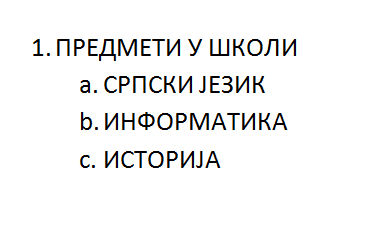 1. ПРЕДМЕТИ У ШКОЛИ
a. СРПСКИ ЈЕЗИК
b. ИНФОРМАТИКА
c. ИСТОРИЈА